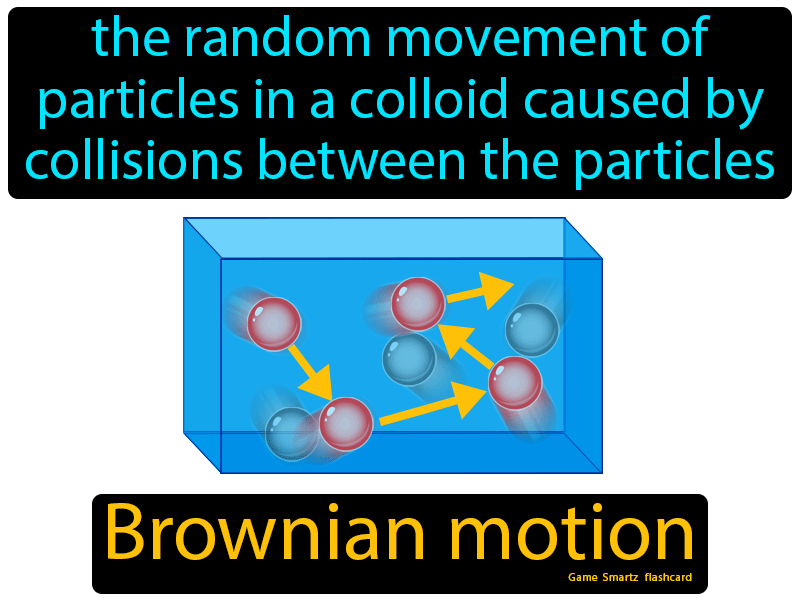 the random movement of
particles in a colloid caused by
collisions between the particles
Brownian motion
Game Smartz flashcard